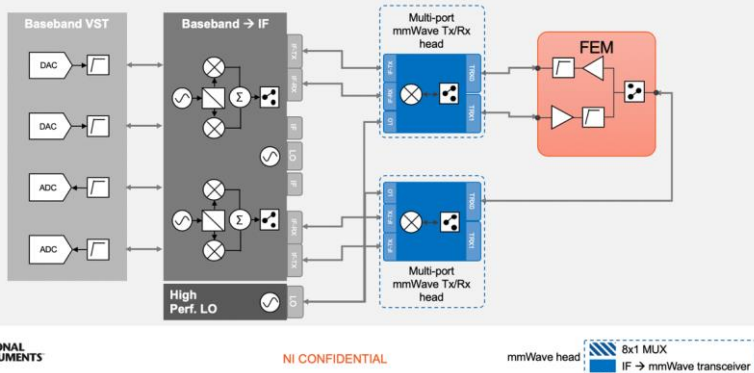 Baseband VST
Baseband → IF
Multi-port
mmWave Tx/Rx
head
FEM
DAC
DAC
ADC
ADC
Σ
Σ
IF-TX
IF-RX
IF
LO
IF
IF-RX
IF-TX
LO
IF-TX
IF-RX
LO
TRX0
TRX1
LO
IF-TX
IF-TX
TRX0
TRX1
Multi-port
mmWave Tx/Rx
head
High
Perf. LO
ONAL
UMENTS
NI CONFIDENTIAL
mmWave head
8x1 MUX
IF → mmWave transceiver